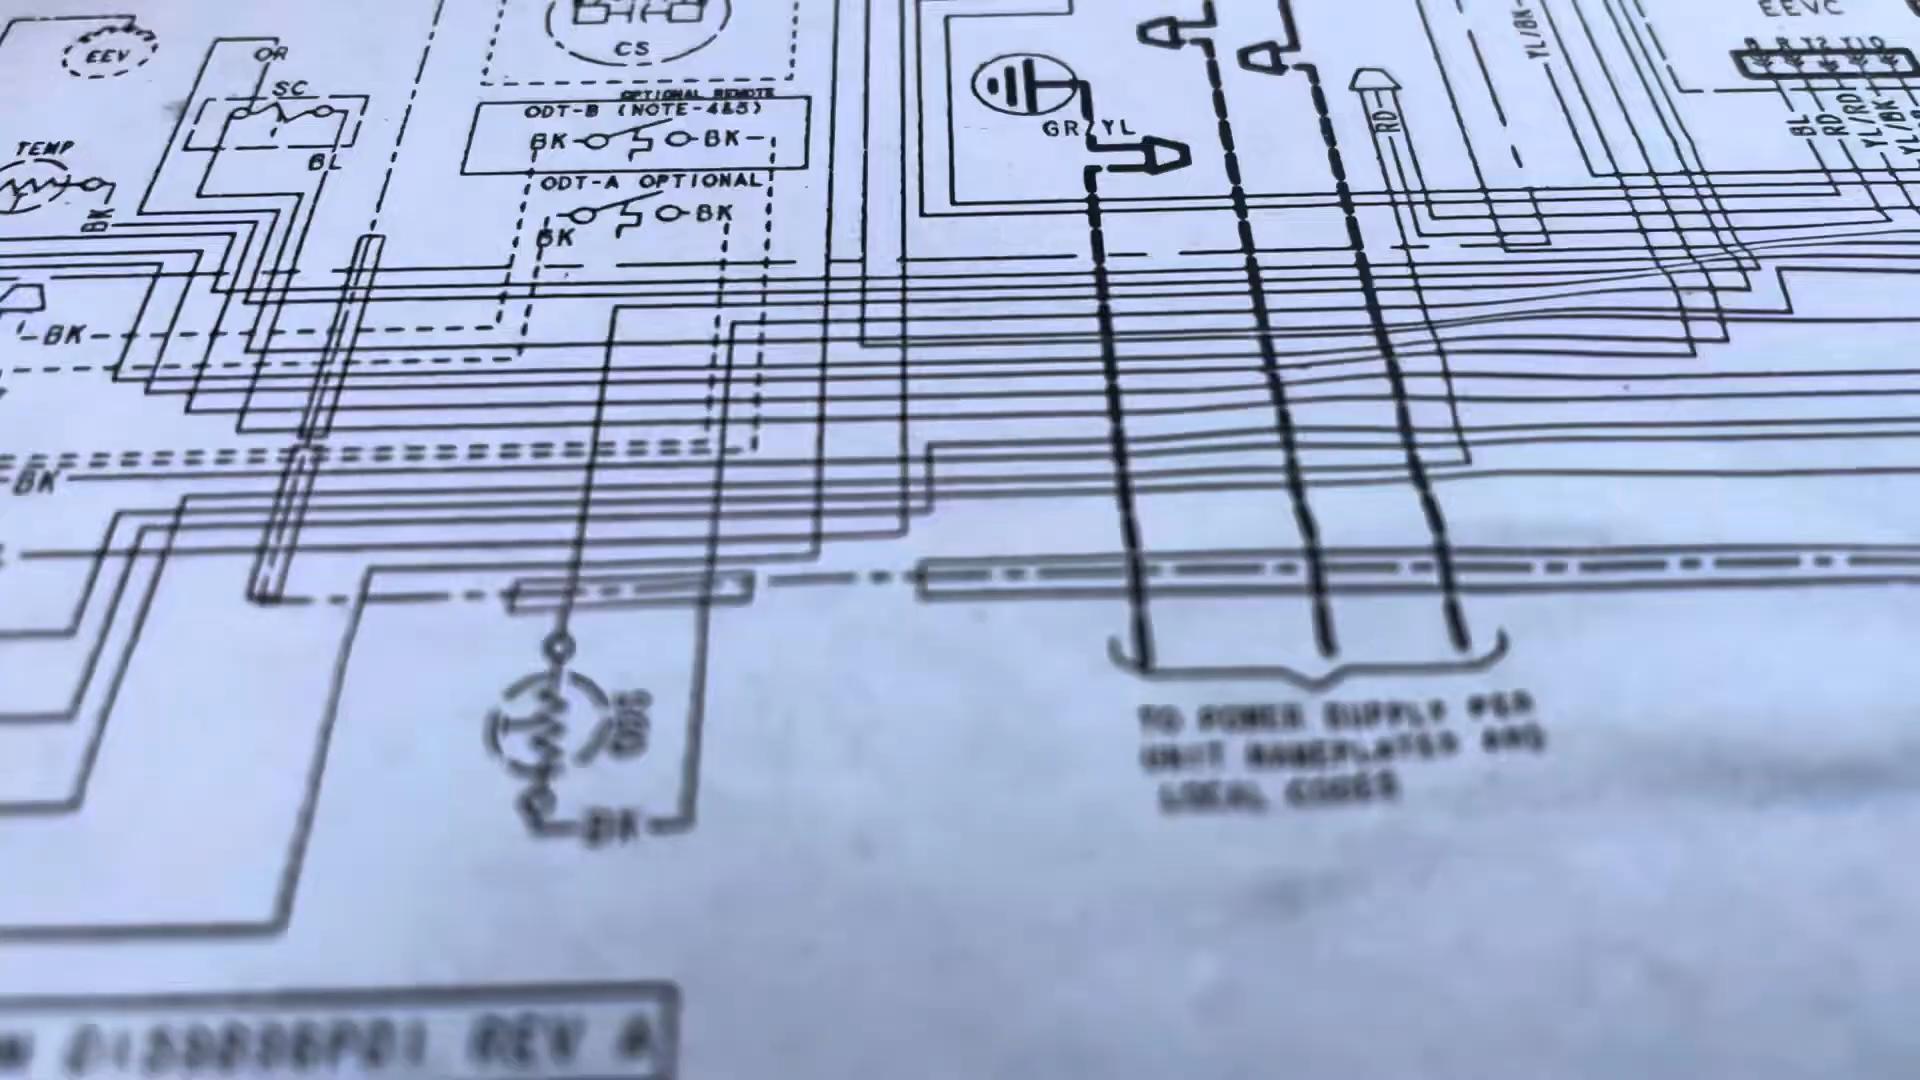 EEVC
YL/BK
EEV
OR
CS
SC
OPTIONAL REMOTE
ODT-B (NOTE-4&5)
BK
BK
RD
BL
RD
YL/RD
YL/BK
GR/YL
TEMP
BL
ODT-A OPTIONAL
BK
BK
BK
BK
BK
ODS
BK
TO POWER SUPPLY PER
UNIT NAMEPLATES AND
LOCAL CODES
REV A